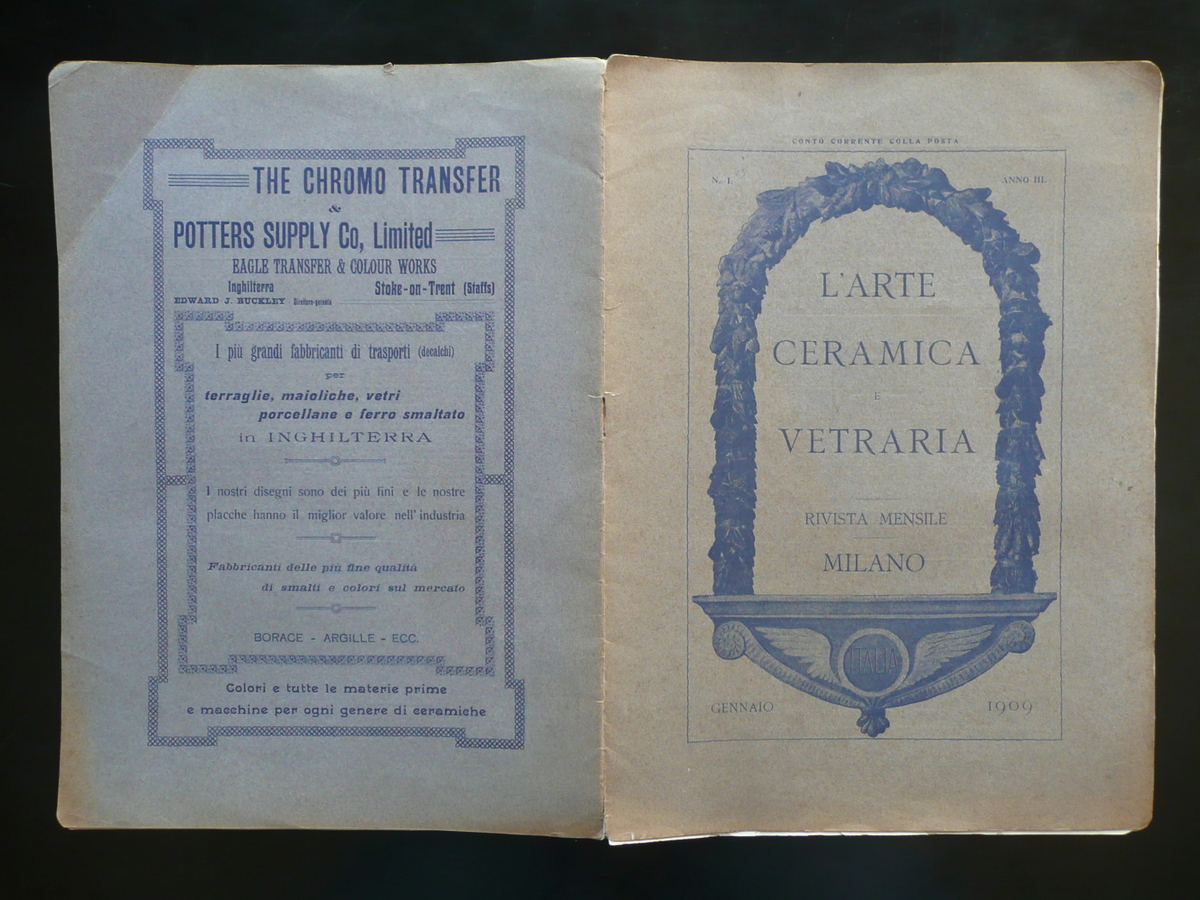 THE CHROMO TRANSFER
&
POTTERS SUPPLY Co, Limited
EAGLE TRANSFER & COLOUR WORKS
Inghilterra Stoke-on-Trent (Staffs)
EDWARD J. BUCKLEY Direttore-gerente
I più grandi fabbricanti di trasporti (decalchi)
per
terraglie, maioliche, vetri
porcellane e ferro smaltato
in INGHILTERRA
I nostri disegni sono dei più fini e le nostre
placche hanno il miglior valore nell'industria
Fabbricanti delle più fine qualità
di smalti e colori sul mercato
BORACE - ARGILLE - ECC.
Colori e tutte le materie prime
e macchine per ogni genere di ceramiche
CONTO CORRENTE COLLA POSTA
N. 1. ANNO III.
L'ARTE
CERAMICA
E
VETRARIA
RIVISTA MENSILE
MILANO
ITALIA
GENNAIO 1909